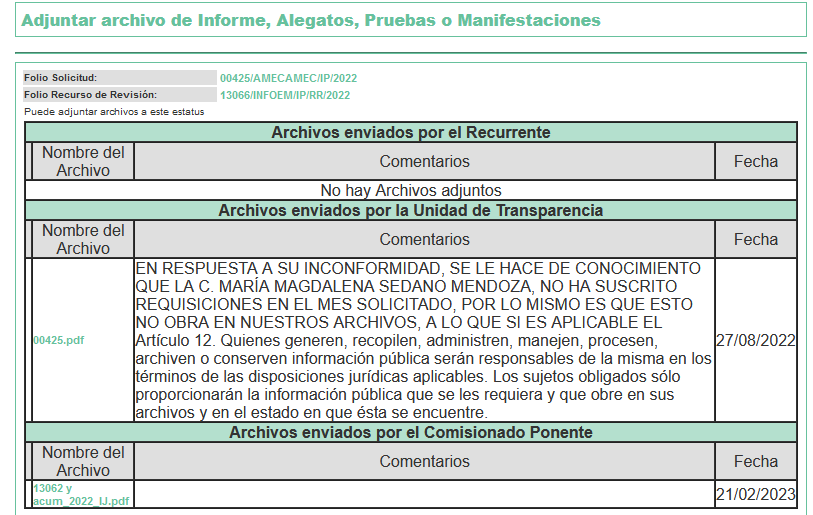 Adjuntar archivo de Informe, Alegatos, Pruebas o Manifestaciones
Folio Solicitud: 00425/AMECAMEC/IP/2022
Folio Recurso de Revisión: 13066/INFOEM/IP/RR/2022
Puede adjuntar archivos a este estatus
Archivos enviados por el Recurrente
Nombre del Archivo Comentarios Fecha
No hay Archivos adjuntos
Archivos enviados por la Unidad de Transparencia
Nombre del Archivo Comentarios Fecha
00425.pdf
EN RESPUESTA A SU INCONFORMIDAD, SE LE HACE DE CONOCIMIENTO
QUE LA C. MARÍA MAGDALENA SEDANO MENDOZA, NO HA SUSCRITO
REQUISICIONES EN EL MES SOLICITADO, POR LO MISMO ES QUE ESTO
NO OBRA EN NUESTROS ARCHIVOS, A LO QUE SI ES APLICABLE EL
Artículo 12. Quienes generen, recopilen, administren, manejen, procesen,
archiven o conserven información pública serán responsables de la misma en los
términos de las disposiciones jurídicas aplicables. Los sujetos obligados sólo
proporcionarán la información pública que se les requiera y que obre en sus
archivos y en el estado en que ésta se encuentre.
27/08/2022
Archivos enviados por el Comisionado Ponente
Nombre del Archivo Comentarios Fecha
13062 y
acum_2022_IJ.pdf
21/02/2023